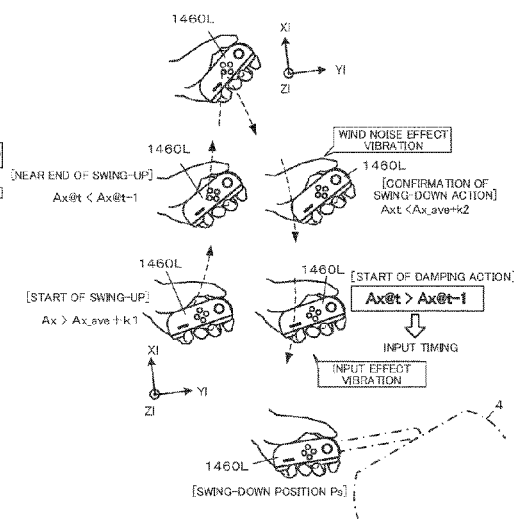 1460L
XI
YI
ZI
WIND NOISE EFFECT
VIBRATION
1460L
1460L
[NEAR END OF SWING-UP]
Ax@t < Ax@t-1
[CONFIRMATION OF
SWING-DOWN ACTION]
Axt <Ax_ave+k2
1460L
1460L
[START OF DAMPING ACTION]
[START OF SWING-UP]
Ax > Ax_ave+k1
Ax@t > Ax@t-1
INPUT TIMING
XI
YI
ZI
INPUT EFFECT
VIBRATION
4
1460L
[SWING-DOWN POSITION Ps]